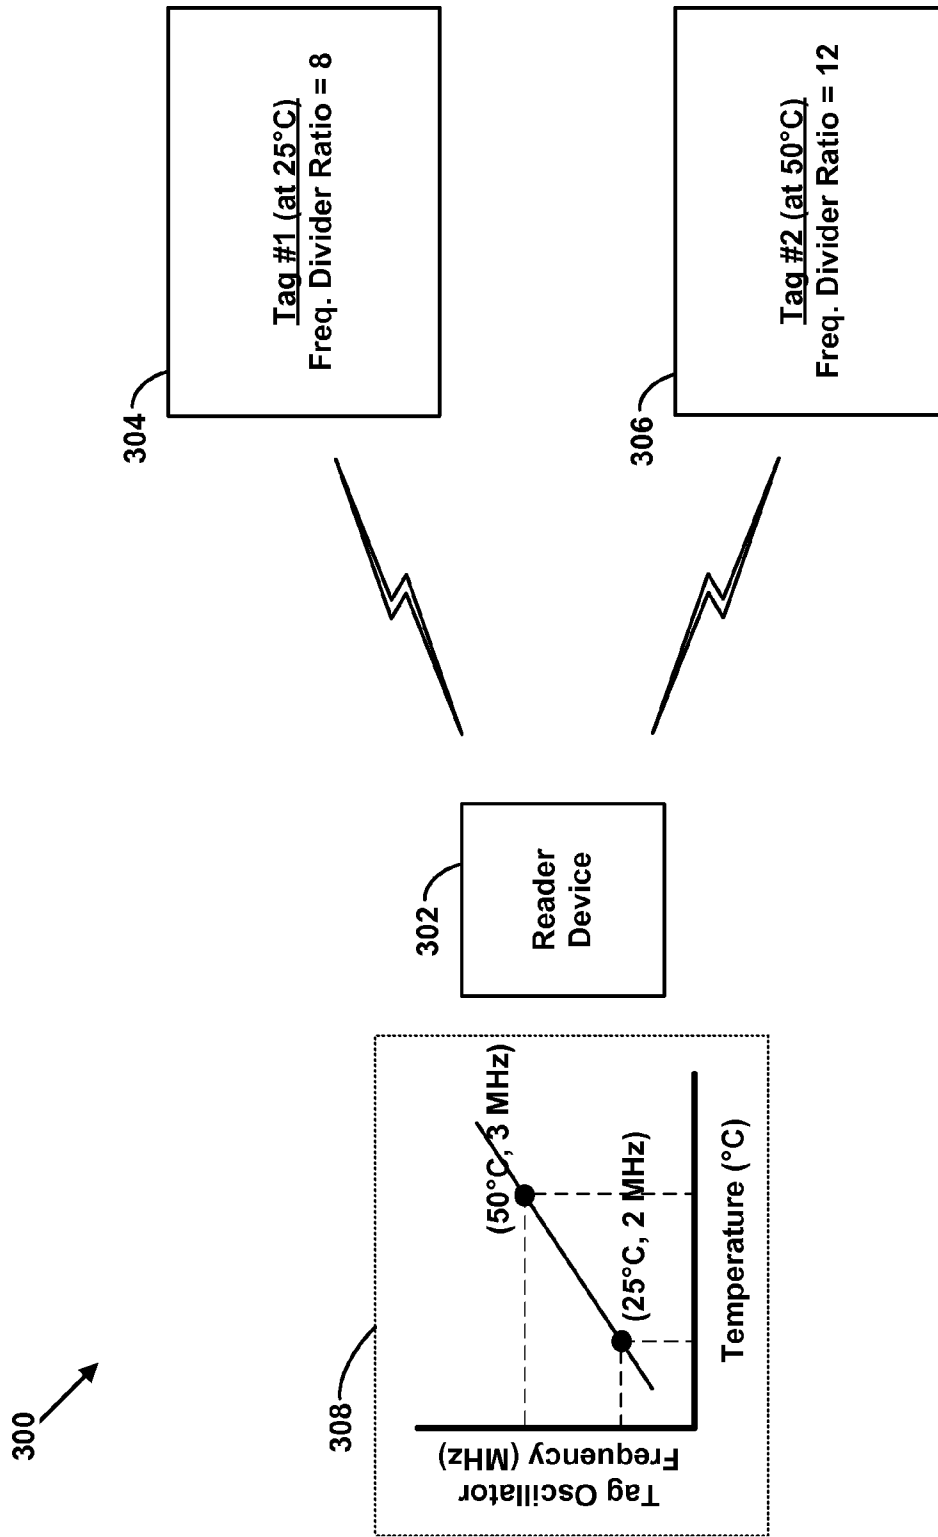 300
308
Tag Oscillator
Frequency (MHz)
(50°C, 3 MHz)
(25°C, 2 MHz)
Temperature (°C)
302
Reader
Device
304
Tag #1 (at 25°C)
Freq. Divider Ratio = 8
306
Tag #2 (at 50°C)
Freq. Divider Ratio = 12